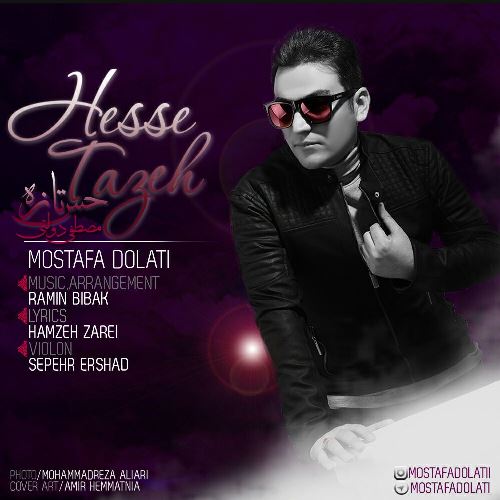 Hesse
Tazeh
حس تازه
مصطفی دولتی
MOSTAFA DOLATI
MUSIC,ARRANGEMENT
RAMIN BIBAK
LYRICS
HAMZEH ZAREI
VIOLON
SEPEHR ERSHAD
PHOTO/MOHAMMADREZA ALIARI
COVER ART/AMIR HEMMATNIA
MOSTAFADOLATII
MOSTAFADOLATI